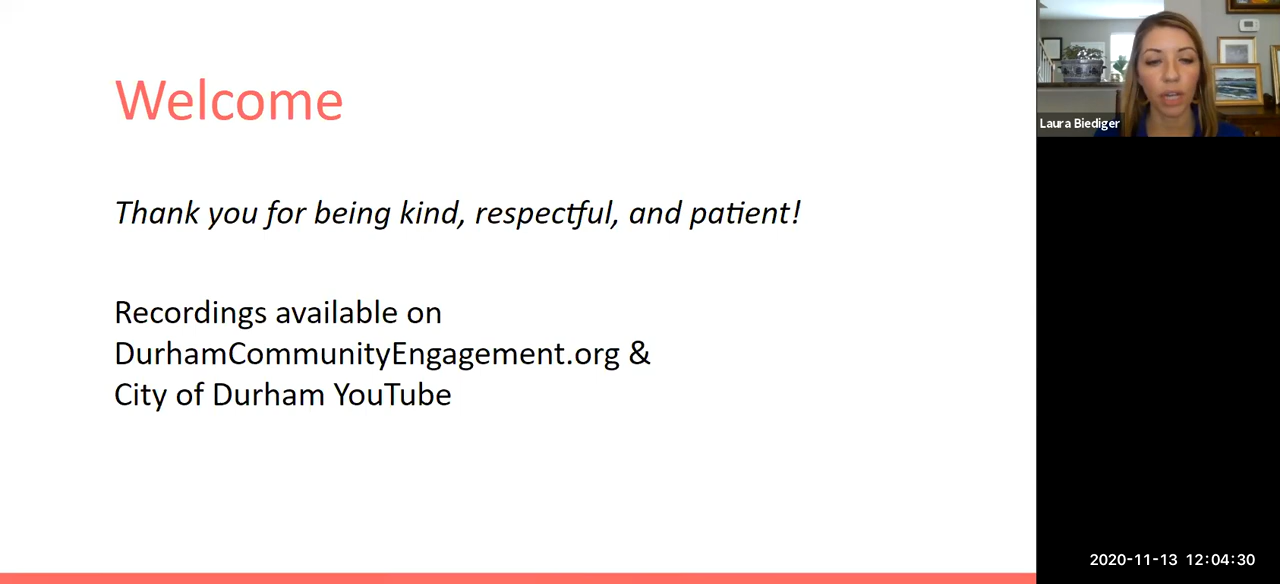 Welcome
Thank you for being kind, respectful, and patient!
Recordings available on
DurhamCommunityEngagement.org &
City of Durham YouTube
Laura Biediger
2020-11-13 12:04:30